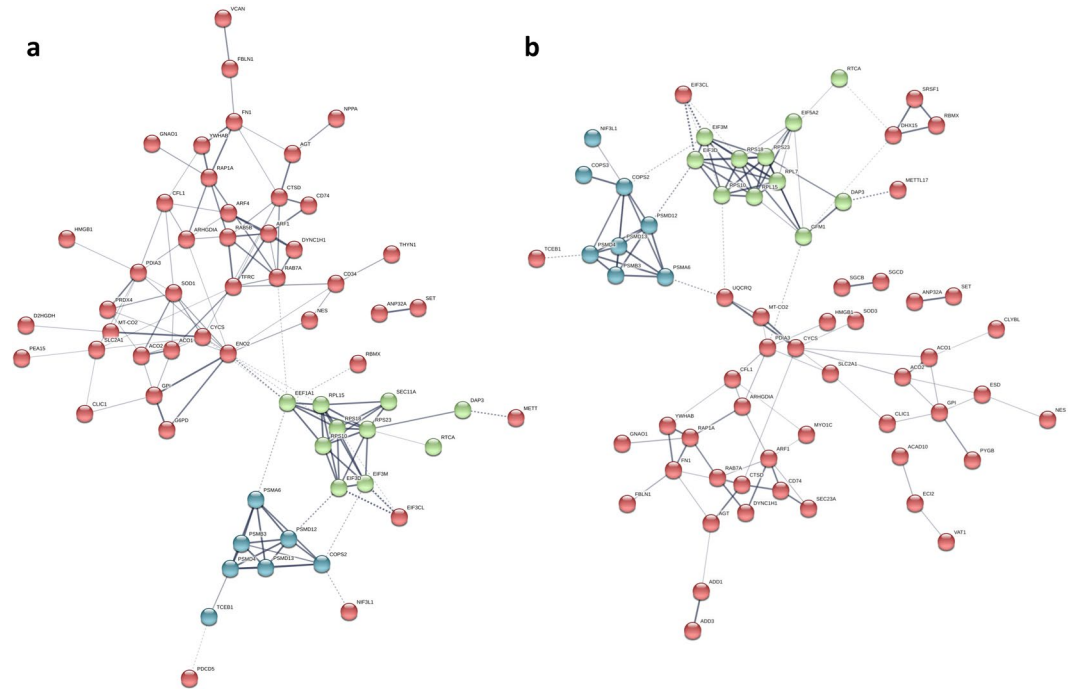 a
VCAN
FBLN1
FN1
NPPA
GNAO1
YWHAB
AGT
RAP1A
CTSD
CD74
CFL1
ARF4
ARF1
HMGB1
ARHGDIA
RAB5B
DYNC1H1
THYN1
PDIA3
RAB7A
TFRC
CD34
SOD1
PRDX4
ANP32A
SET
D2HGDH
MT-CO2
NES
CYCS
PEA15
SLC2A1
ACO2
ACO1
ENO2
RBMX
GPI
CLIC1
G6PD
EEF1A1
RPL15
SEC11A
DAP3
METT
RPS18
RPS23
RPS10
RTCA
EIF3D
EIF3M
EIF3CL
PSMA6
PSMB3
PSMD12
PSMD4
PSMD13
COPS2
TCEB1
NIF3L1
PDCD5
b
RTCA
EIF3CL
SRSF1
RBMX
DHX15
EIF5A2
NIF3L1
EIF3M
EIF3D
RPS18
RPS23
COPS3
COPS2
RPL7
METTL17
RPS10
RPL15
DAP3
PSMD12
GFM1
PSMD13
TCEB1
PSMD4
PSMB3
PSMA6
SGCB
SGCD
UQCRQ
ANP32A
SET
MT-CO2
HMGB1
SOD3
CLYBL
PDIA3
CYCS
ACO1
SLC2A1
ACO2
CFL1
ESD
ARHGDIA
CLIC1
GPI
NES
YWHAB
RAP1A
MYO1C
GNAO1
ACAD10
PYGB
FN1
RAB7A
ARF1
CTSD
CD74
FBLN1
DYNC1H1
SEC23A
ECI2
AGT
VAT1
ADD1
ADD3